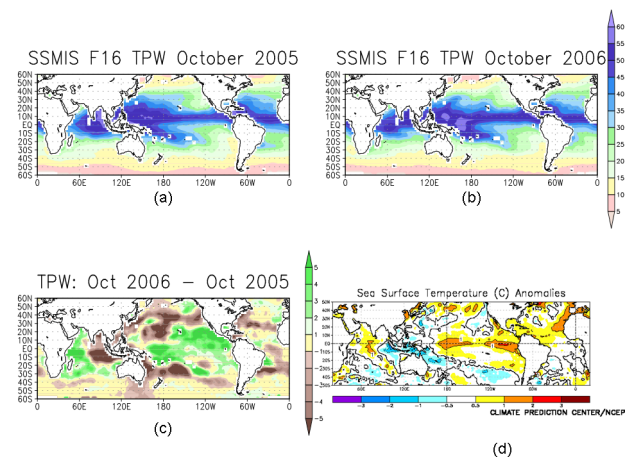 SSMIS F16 TPW October 2005
60N
50N
40N
30N
20N
10N
EQ
10S
20S
30S
40S
50S
60S
0 60E 120E 180 120W 60W 0
(a)
SSMIS F16 TPW October 2006
60N
50N
40N
30N
20N
10N
EQ
10S
20S
30S
40S
50S
60S
0 60E 120E 180 120W 60W 0
(b)
60
55
50
45
40
35
30
25
20
15
10
5
TPW: Oct 2006 – Oct 2005
60N
50N
40N
30N
20N
10N
EQ
10S
20S
30S
40S
50S
60S
0 60E 120E 180 120W 60W 0
(c)
5
4
3
2
1
-1
-2
-3
-4
-5
Sea Surface Temperature (C) Anomalies
-3 -2 -1 -0.5 0.5 1 2 3
CLIMATE PREDICTION CENTER/NCEP
(d)